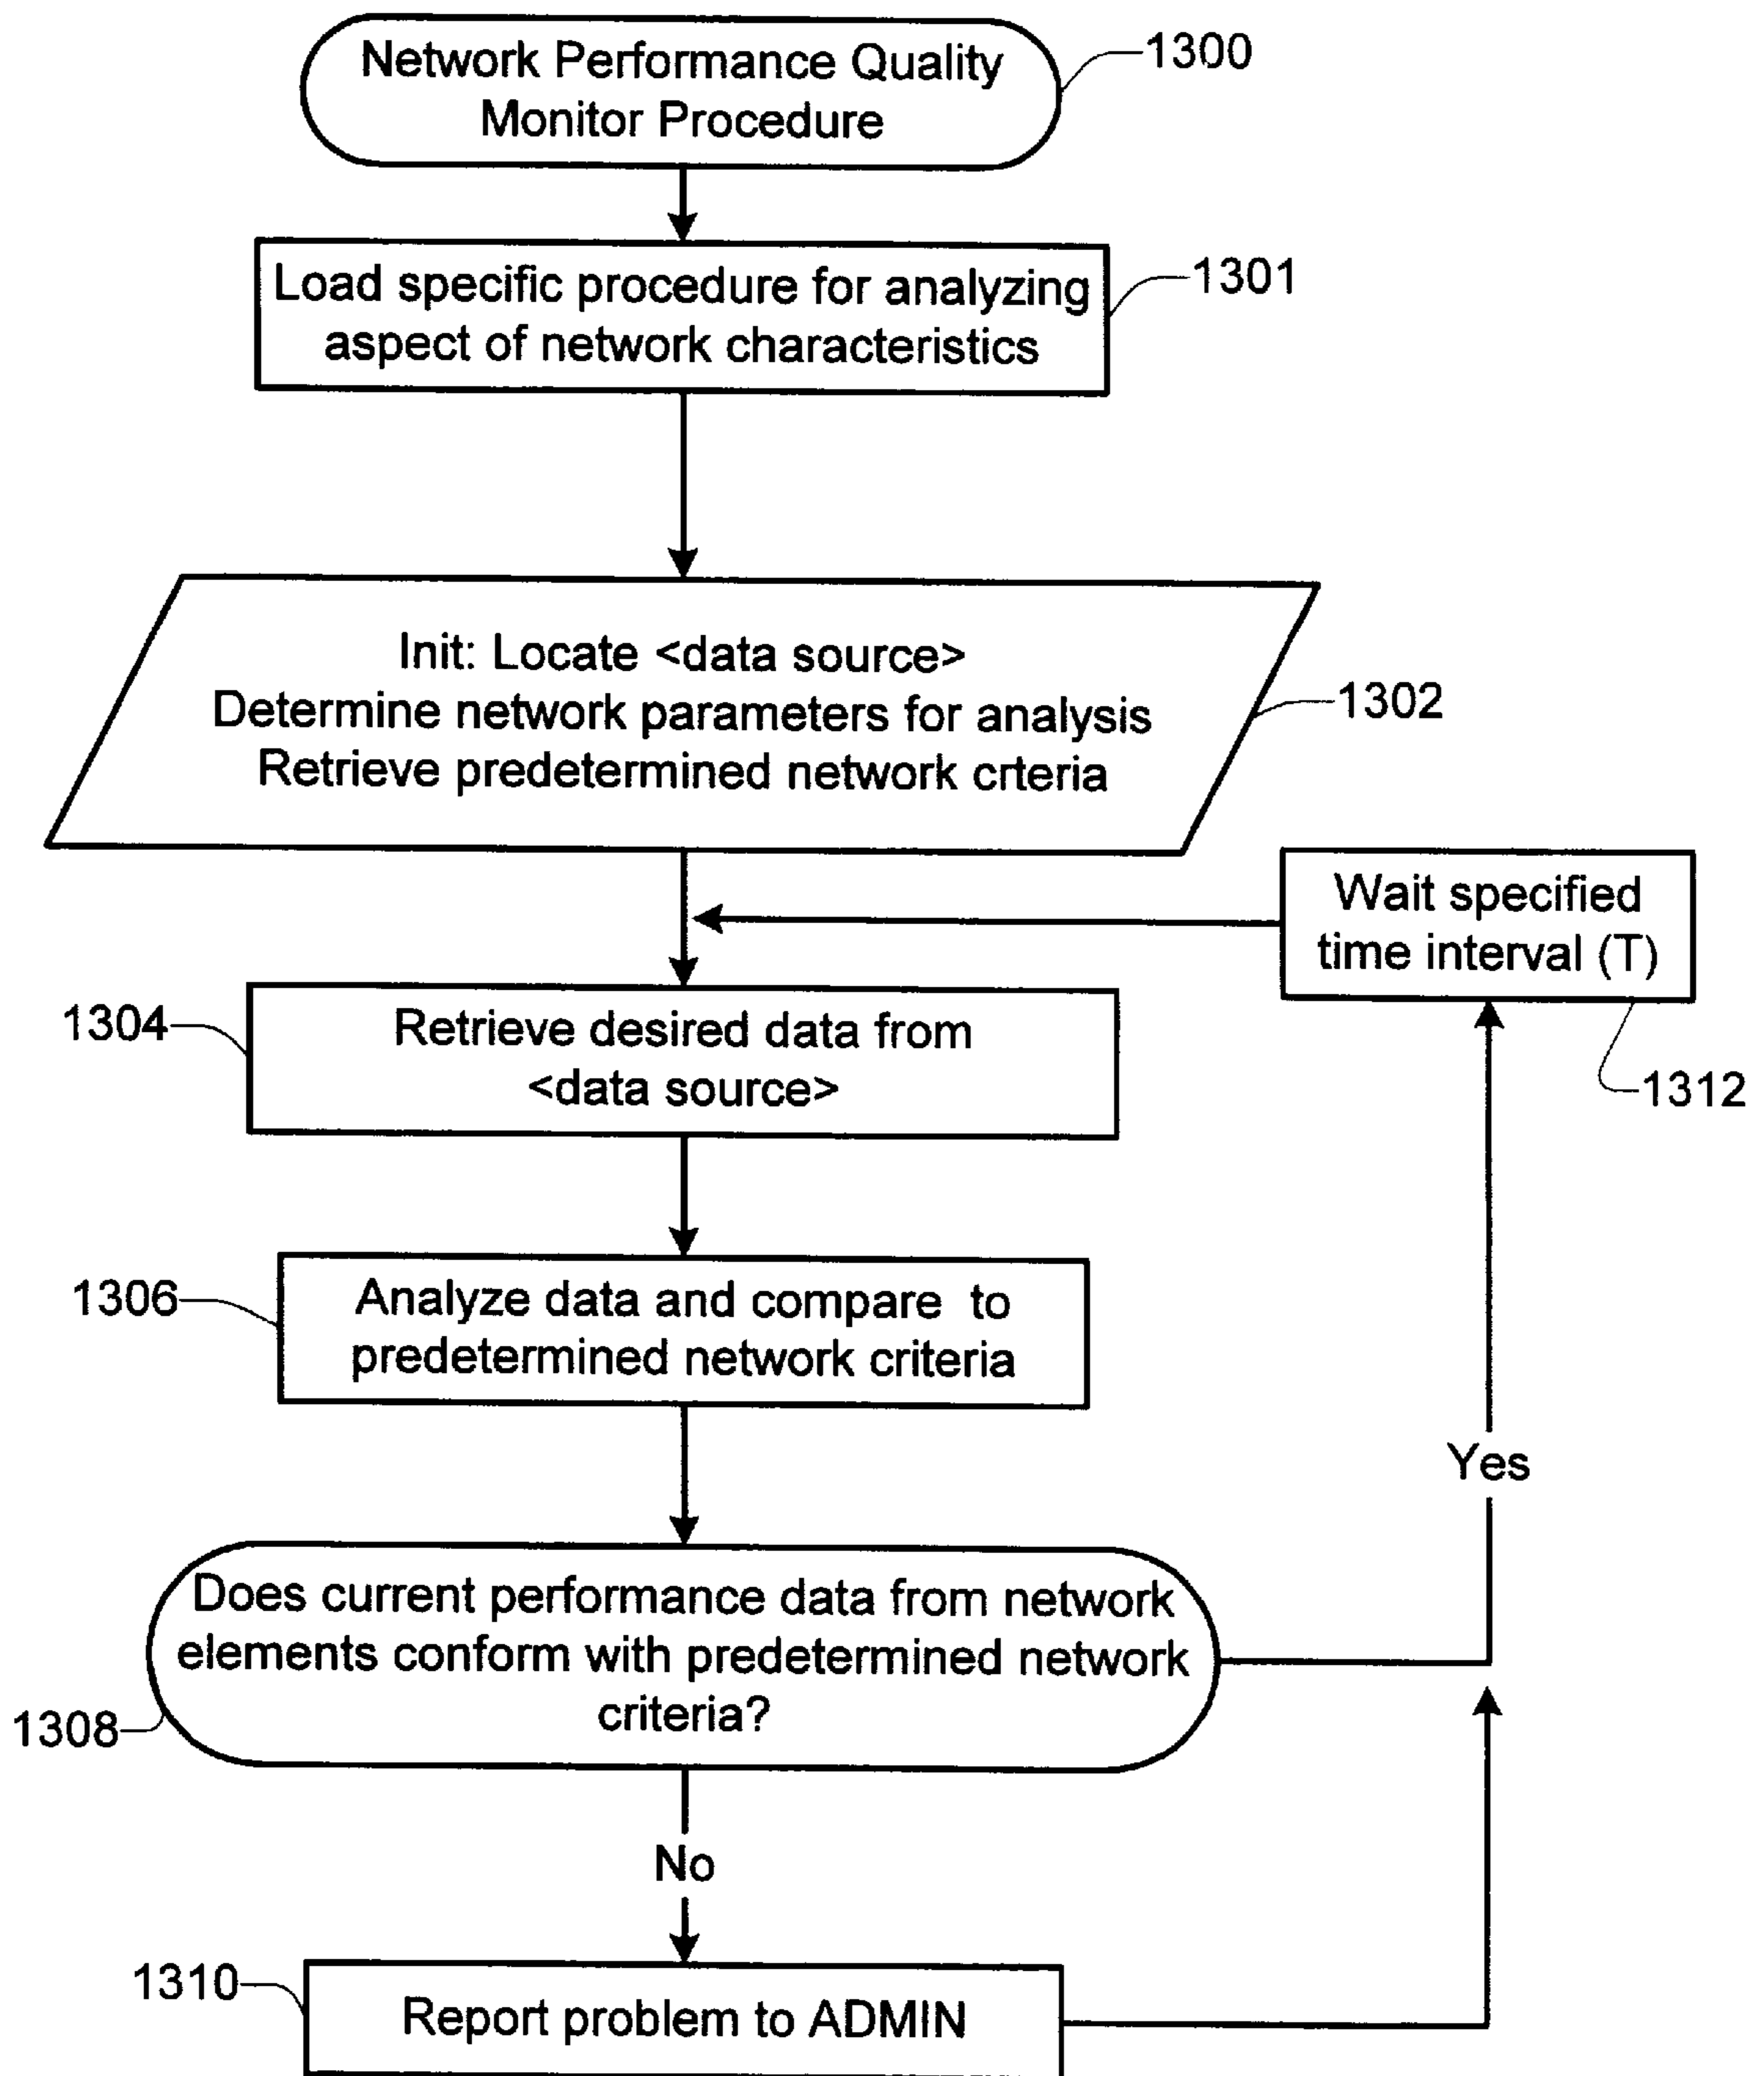 Network Performance Quality
Monitor Procedure
1300
Load specific procedure for analyzing
aspect of network characteristics
1301
Init: Locate <data source>
Determine network parameters for analysis
Retrieve predetermined network crteria
1302
Wait specified
time interval (T)
1312
1304
Retrieve desired data from
<data source>
1306
Analyze data and compare to
predetermined network criteria
Yes
Does current performance data from network
elements conform with predetermined network
criteria?
1308
No
1310
Report problem to ADMIN